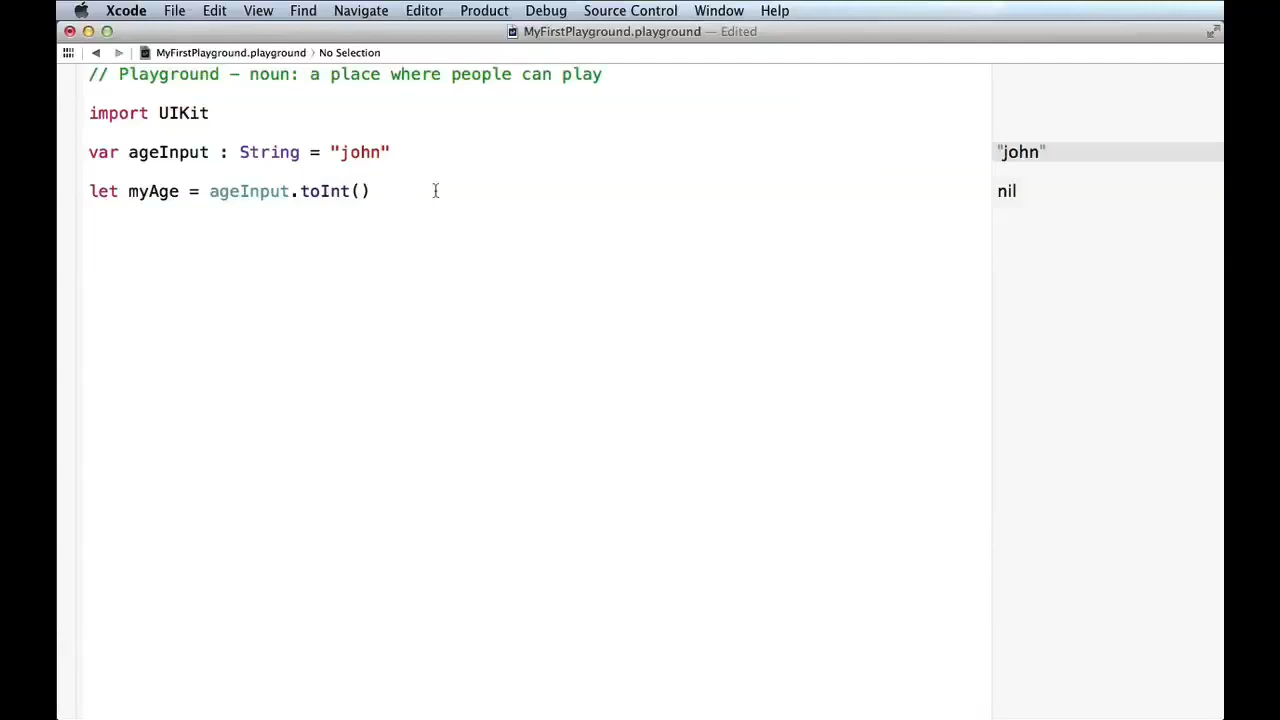 Xcode File Edit View Find Navigate Editor Product Debug Source Control Window Help
MyFirstPlayground.playground — Edited
MyFirstPlayground.playground 〉 No Selection
// Playground - noun: a place where people can play
import UIKit
var ageInput : String = "john"
"john"
let myAge = ageInput.toInt()
nil